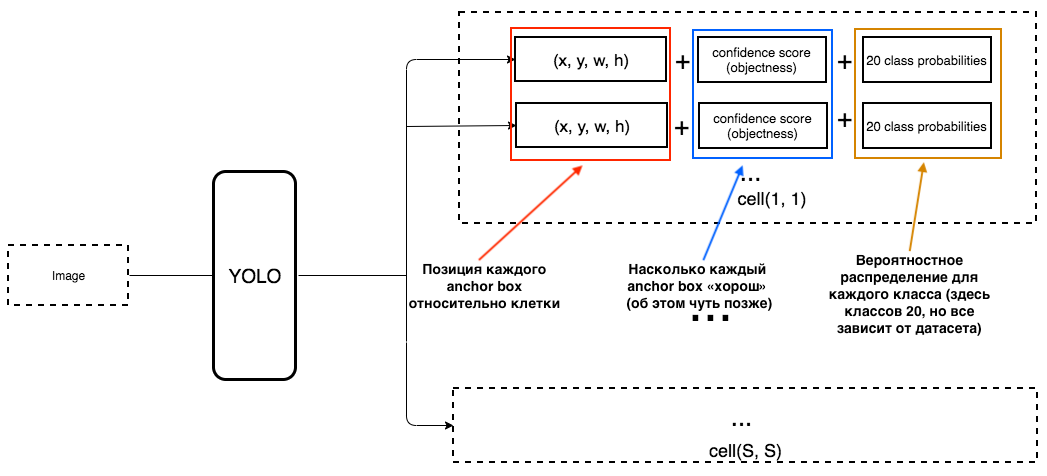 (x, y, w, h)
+
confidence score
(objectness)
+
20 class probabilities
(x, y, w, h)
+
confidence score
(objectness)
+
20 class probabilities
...
cell(1, 1)
Image
YOLO
Позиция каждого
anchor box
относительно клетки
Насколько каждый
anchor box «хорош»
(об этом чуть позже)
...
Вероятностное
распределение для
каждого класса (здесь
классов 20, но все
зависит от датасета)
...
cell(S, S)